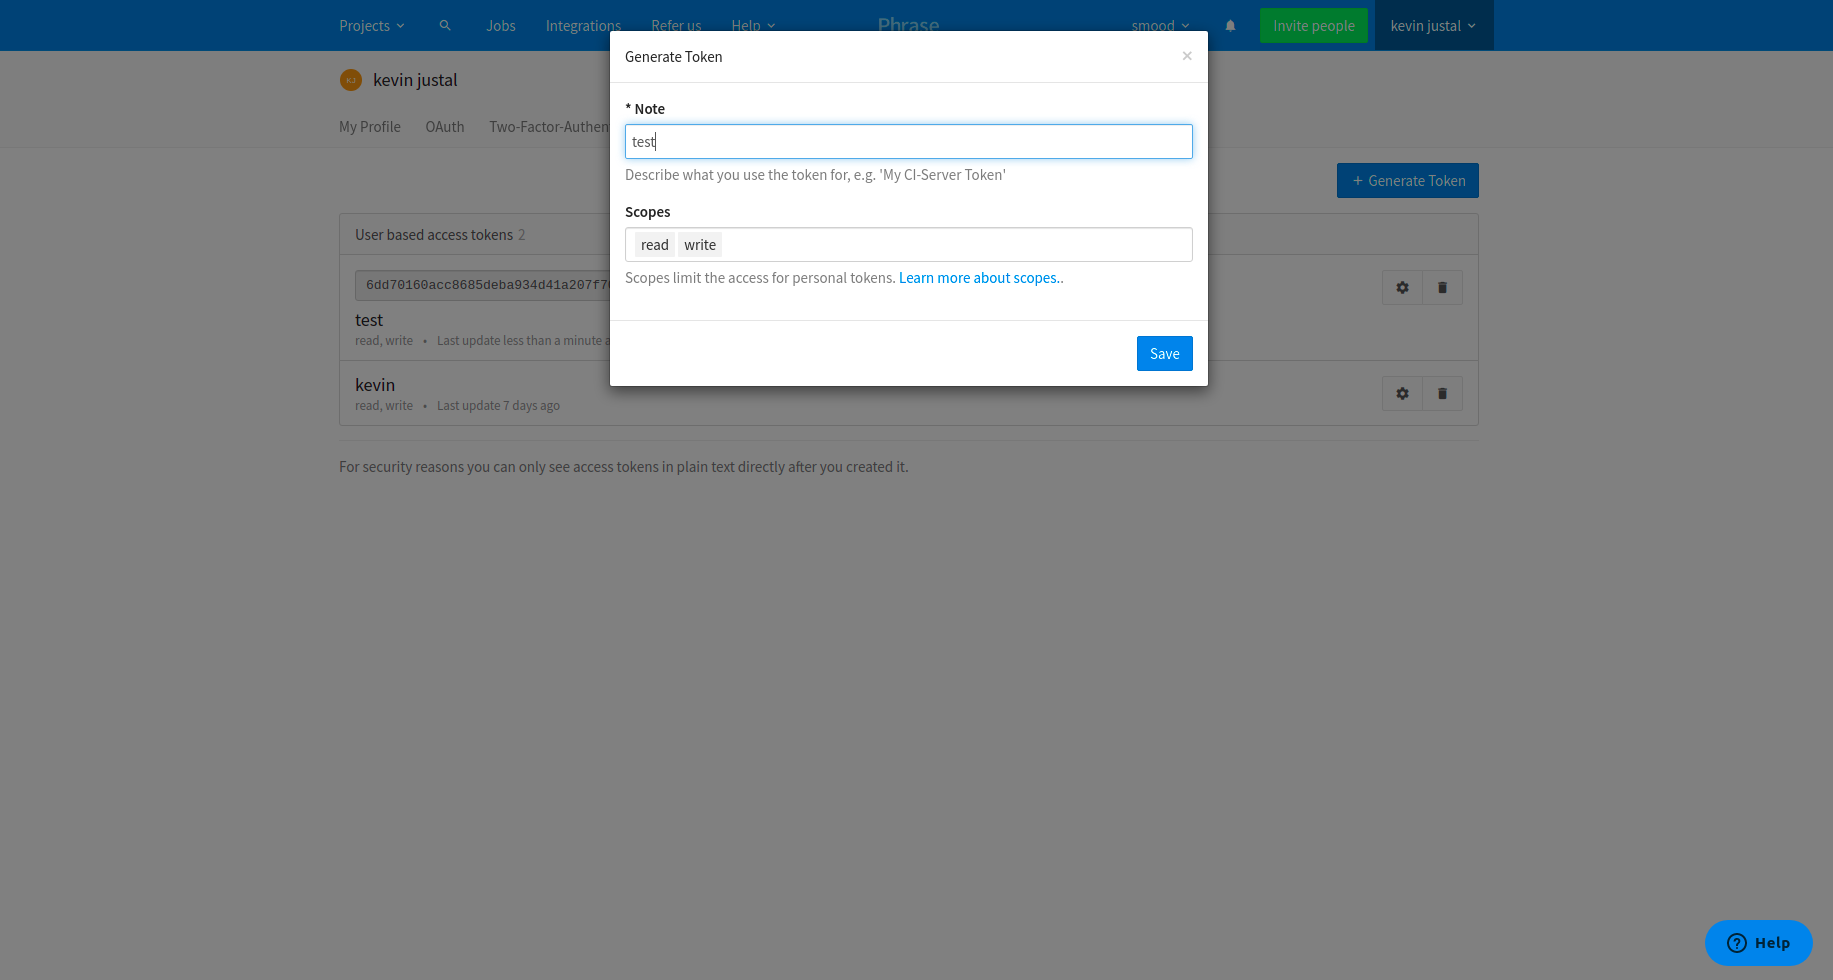 Projects Jobs Integrations Refer us Help Phrase smood Invite people kevin justal
Generate Token ×
KJ kevin justal
* Note
My Profile OAuth
test
Describe what you use the token for, e.g. 'My CI-Server Token'
+ Generate Token
Scopes
User based access tokens 2
read write
Scopes limit the access for personal tokens. Learn more about scopes..
6dd70160acc8685deba934d41a207f7
test
read, write • Last update less than a minute
Save
kevin
read, write • Last update 7 days ago
For security reasons you can only see access tokens in plain text directly after you created it.
? Help